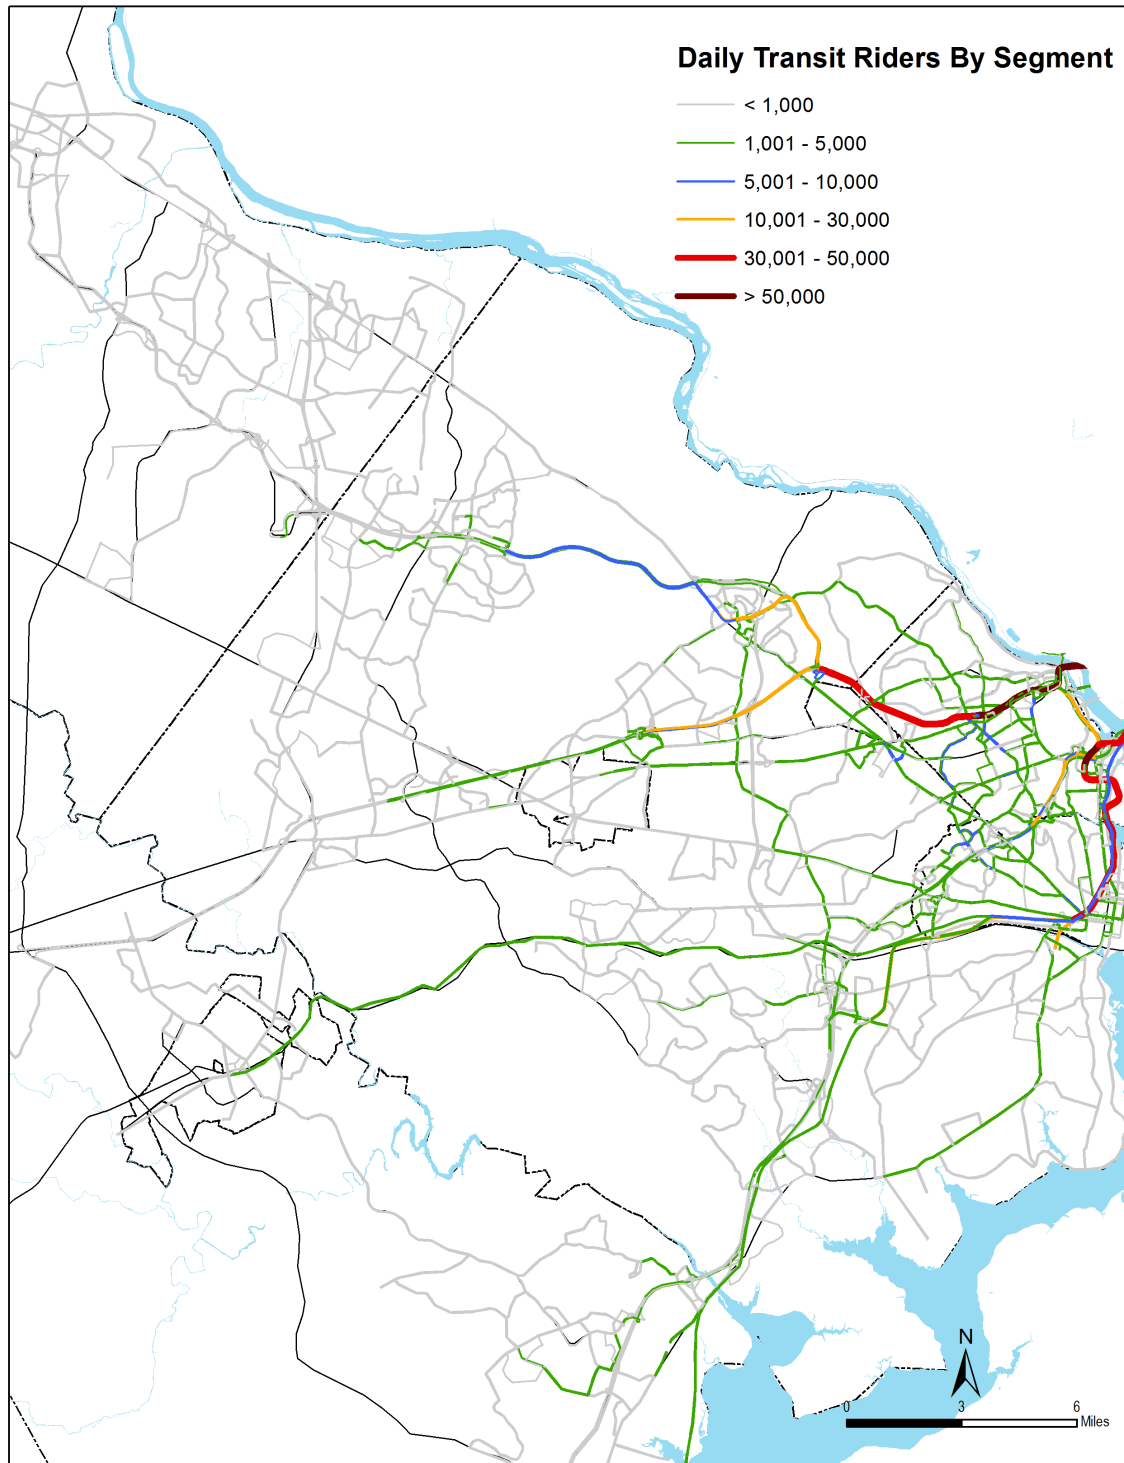 Daily Transit Riders By Segment
< 1,000
1,001 - 5,000
5,001 - 10,000
10,001 - 30,000
30,001 - 50,000
> 50,000
N
0 3 6
Miles